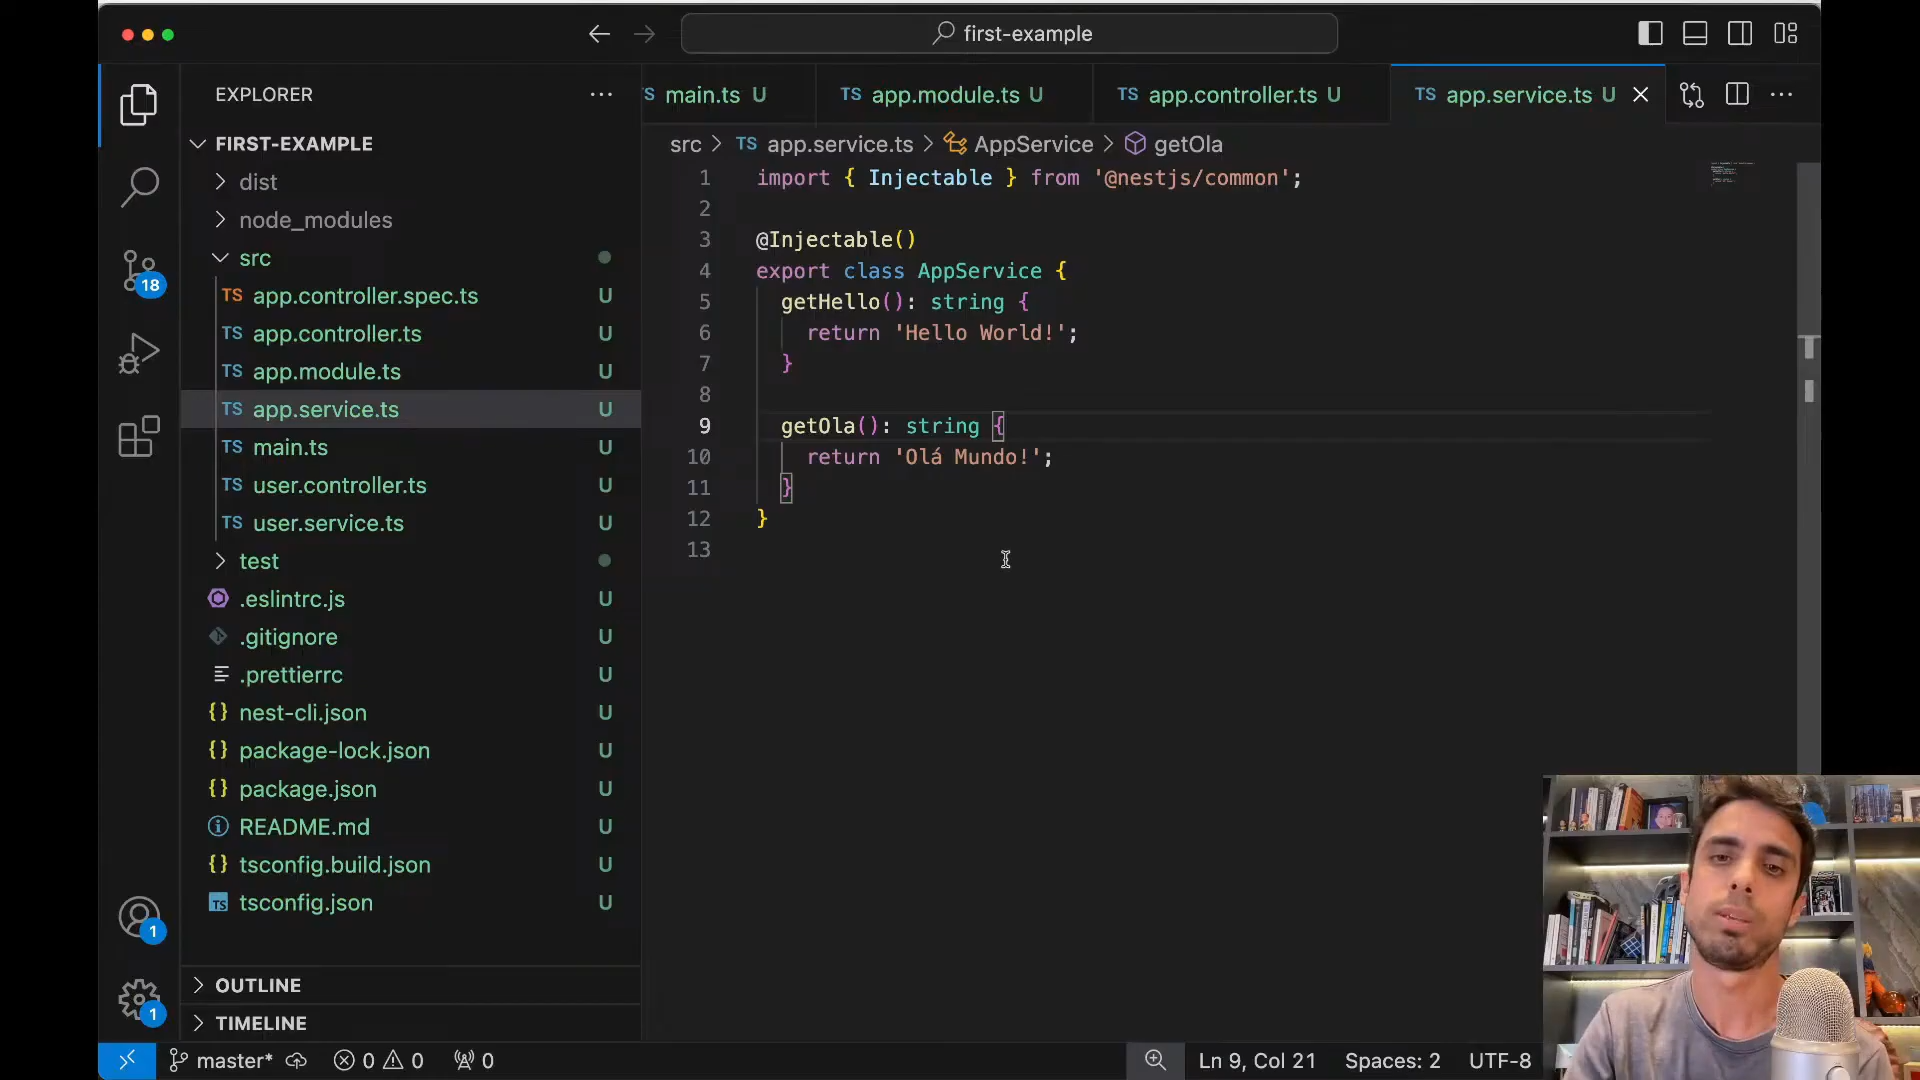 first-example
EXPLORER
main.ts U
TS app.module.ts U
TS app.controller.ts U
TS app.service.ts U
FIRST-EXAMPLE
src > TS app.service.ts > AppService > getOla
dist
node_modules
src
TS app.controller.spec.ts U
TS app.controller.ts U
TS app.module.ts U
TS app.service.ts U
TS main.ts U
TS user.controller.ts U
TS user.service.ts U
test
.eslintrc.js U
.gitignore U
.prettierrc U
{} nest-cli.json U
{} package-lock.json U
{} package.json U
README.md U
{} tsconfig.build.json U
TS tsconfig.json U
OUTLINE
TIMELINE
18
1
1
1 import { Injectable } from '@nestjs/common';
2
3 @Injectable()
4 export class AppService {
5 getHello(): string {
6 return 'Hello World!';
7 }
8
9 getOla(): string {
10 return 'Olá Mundo!';
11 }
12 }
13
master* 0 0 0
Ln 9, Col 21 Spaces: 2 UTF-8